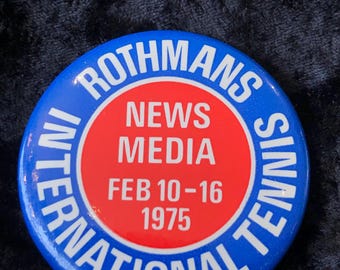 ROTHMANS
INTERNATIONAL TENNIS
NEWS
MEDIA
FEB 10-16
1975